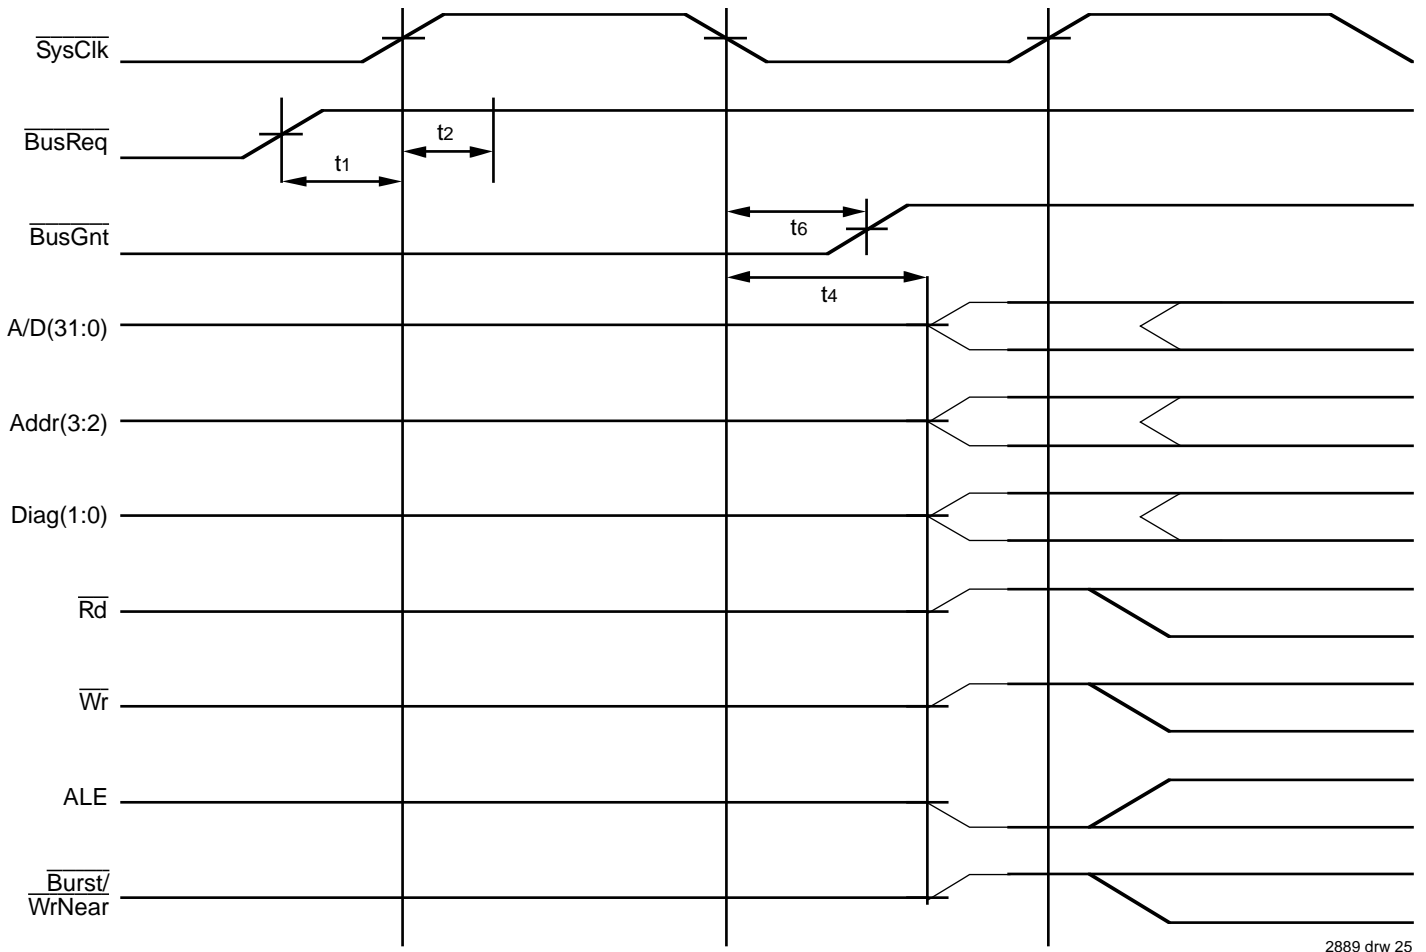 SysClk
BusReq
t1
t2
BusGnt
t6
t4
A/D(31:0)
Addr(3:2)
Diag(1:0)
Rd
Wr
ALE
Burst/
WrNear
2889 drw 25